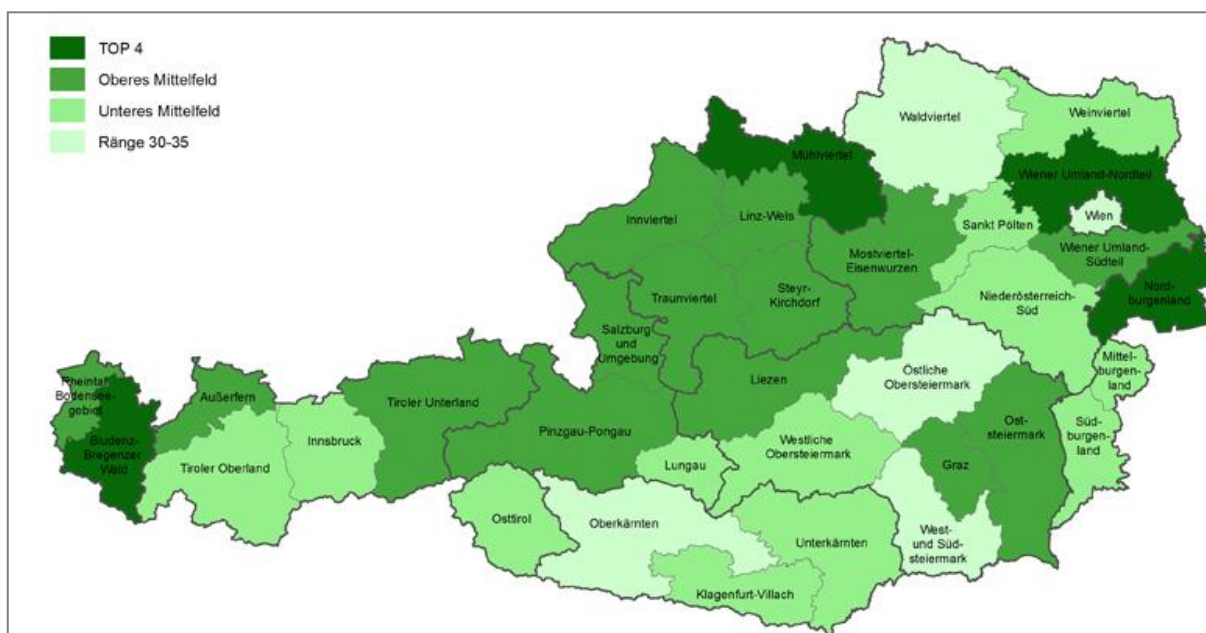 TOP 4
Oberes Mittelfeld
Unteres Mittelfeld
Ränge 30-35
Waldviertel
Weinviertel
Mühlviertel
Wiener Umland-Nordteil
Wien
Innviertel
Linz-Wels
Sankt Pölten
Mostviertel-
Eisenwurzen
Wiener Umland-
Südteil
Nord-
burgenland
Traunviertel
Steyr-
Kirchdorf
Niederösterreich-
Süd
Salzburg
und
Umgebung
Mittel-
burgen-
land
Rheintal-
Bodensee-
gebiet
Außerfern
Tiroler Unterland
Liezen
Östliche
Obersteiermark
Bludenz-
Bregenzer
Wald
Innsbruck
Pinzgau-Pongau
Ost-
steiermark
Süd-
burgen-
land
Tiroler Oberland
Lungau
Westliche
Obersteiermark
Graz
Osttirol
Oberkärnten
Unterkärnten
West-
und Süd-
steiermark
Klagenfurt-Villach